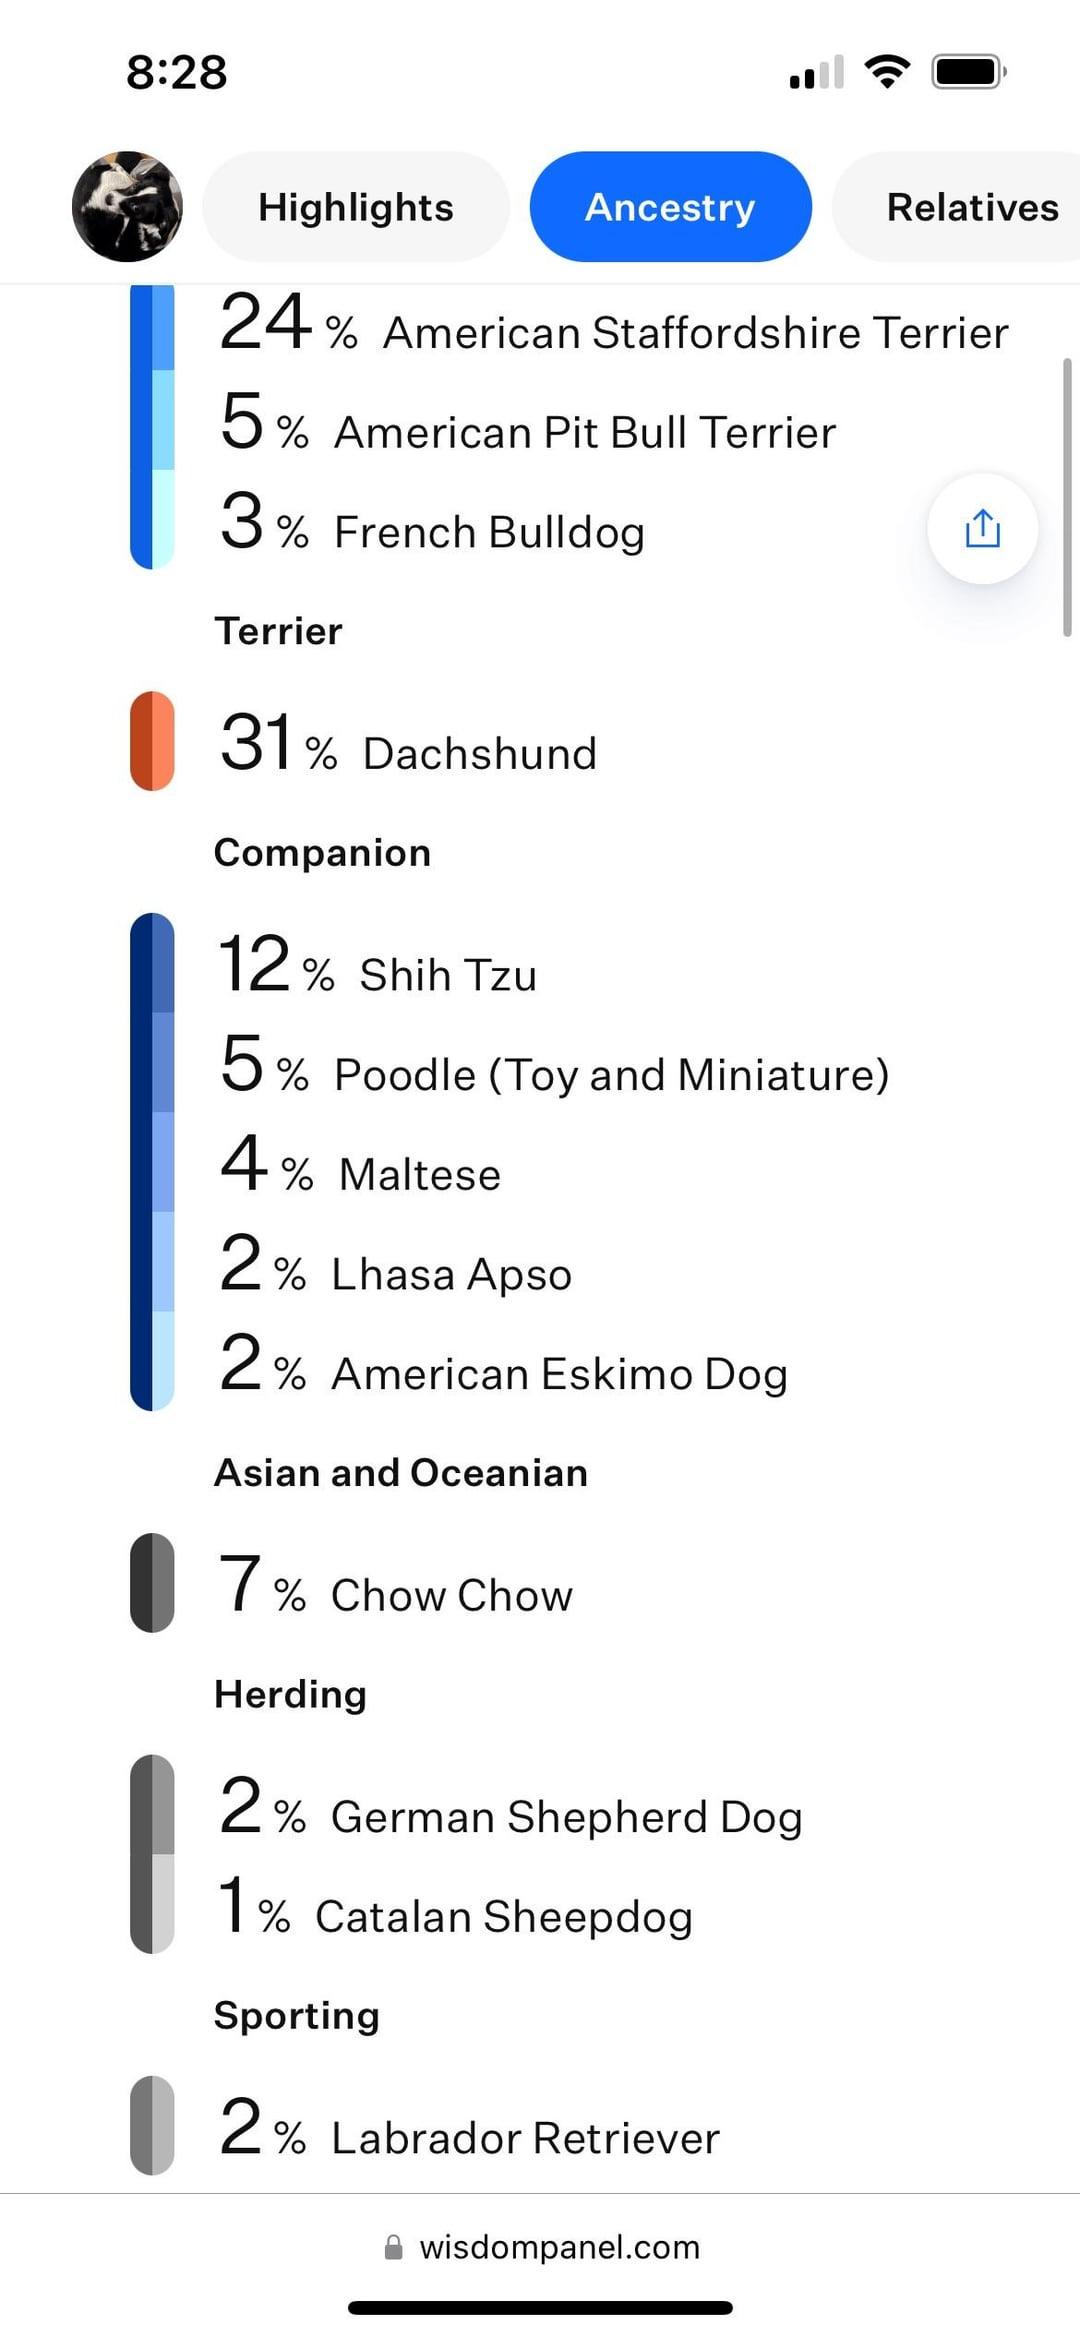 8:28
Highlights Ancestry Relatives
24 % American Staffordshire Terrier
5 % American Pit Bull Terrier
3 % French Bulldog
Terrier
31 % Dachshund
Companion
12 % Shih Tzu
5 % Poodle (Toy and Miniature)
4 % Maltese
2 % Lhasa Apso
2 % American Eskimo Dog
Asian and Oceanian
7 % Chow Chow
Herding
2 % German Shepherd Dog
1 % Catalan Sheepdog
Sporting
2 % Labrador Retriever
wisdompanel.com